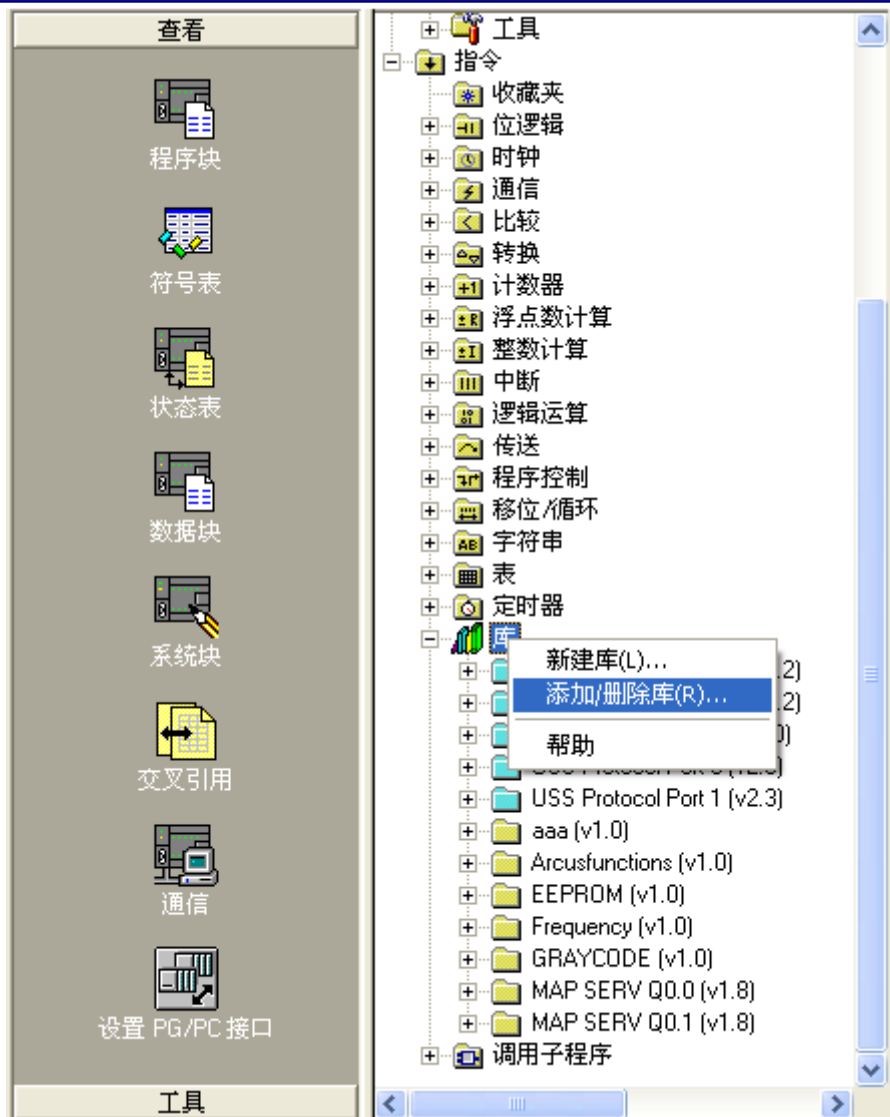 查看
程序块
符号表
状态表
数据块
系统块
交叉引用
通信
设置 PG/PC 接口
工具
工具
指令
收藏夹
位逻辑
时钟
通信
比较
转换
计数器
浮点数计算
整数计算
中断
逻辑运算
传送
程序控制
移位/循环
字符串
表
定时器
库
新建库(L)...
添加/删除库(R)...
帮助
.2)
.2)
USS Protocol Port 1 (v2.3)
aaa (v1.0)
Arcusfunctions (v1.0)
EEPROM (v1.0)
Frequency (v1.0)
GRAYCODE (v1.0)
MAP SERV Q0.0 (v1.8)
MAP SERV Q0.1 (v1.8)
调用子程序